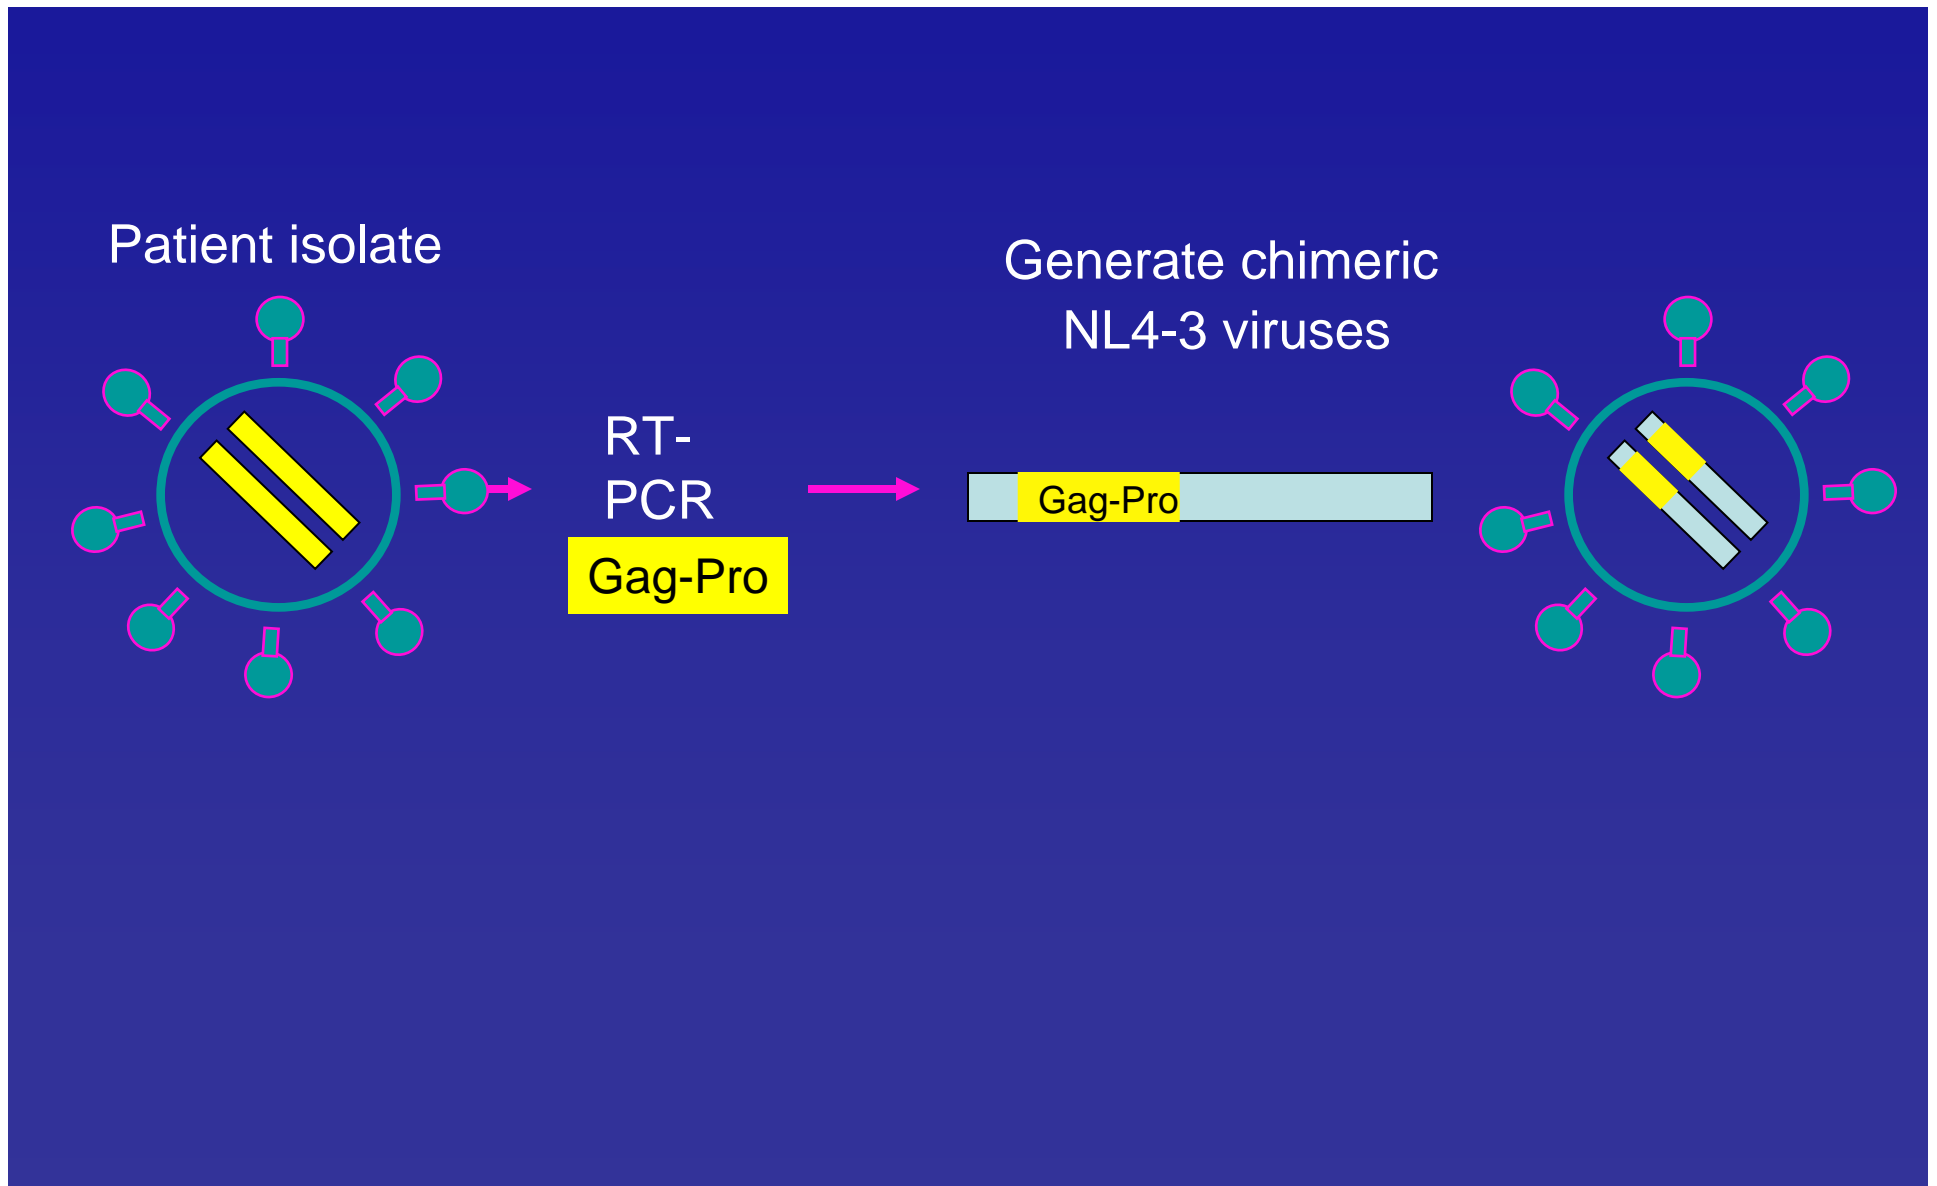 Patient isolate
RT-
PCR
Gag-Pro
Generate chimeric
NL4-3 viruses
Gag-Pro